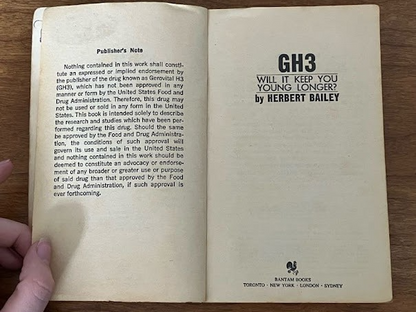 Publisher's Note
Nothing contained in this work shall consti-
tute an expressed or implied endorsement by
the publisher of the drug known as Gerovital H3
(GH3), which has not been approved in any
manner or form by the United States Food and
Drug Administration. Therefore, this drug may
not be used or sold in any form in the United
States. This book is intended solely to describe
the research and studies which have been per-
formed regarding this drug. Should the same
be approved by the Food and Drug Administra-
tion, the conditions of such approval will
govern its use and sale in the United States
and nothing contained in this work should be
deemed to constitute an advocacy or endorse-
ment of any broader or greater use or purpose
of said drug than that approved by the Food
and Drug Administration, if such approval is
ever forthcoming.
GH3
WILL IT KEEP YOU
YOUNG LONGER?
by HERBERT BAILEY
BANTAM BOOKS
TORONTO · NEW YORK · LONDON · SYDNEY